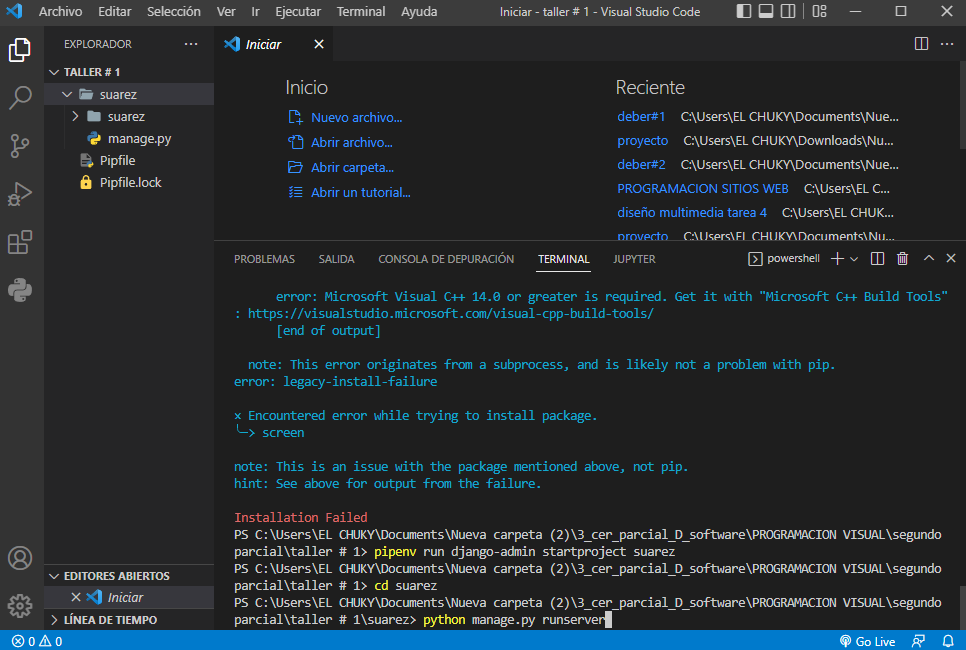 Archivo Editar Selección Ver Ir Ejecutar Terminal Ayuda Iniciar - taller # 1 - Visual Studio Code
EXPLORADOR
TALLER # 1
suarez
suarez
manage.py
Pipfile
Pipfile.lock
EDITORES ABIERTOS
Iniciar
LÍNEA DE TIEMPO
Iniciar
Inicio
Nuevo archivo...
Abrir archivo...
Abrir carpeta...
Abrir un tutorial...
Reciente
deber#1 C:\Users\EL CHUKY\Documents\Nue...
proyecto C:\Users\EL CHUKY\Downloads\Nu...
deber#2 C:\Users\EL CHUKY\Documents\Nue...
PROGRAMACION SITIOS WEB C:\Users\EL C...
diseño multimedia tarea 4 C:\Users\EL CHUK...
proyecto C:\Users\EL CHUKY\Documents\Nu...
PROBLEMAS SALIDA CONSOLA DE DEPURACIÓN TERMINAL JUPYTER powershell
error: Microsoft Visual C++ 14.0 or greater is required. Get it with "Microsoft C++ Build Tools"
: https://visualstudio.microsoft.com/visual-cpp-build-tools/
[end of output]
note: This error originates from a subprocess, and is likely not a problem with pip.
error: legacy-install-failure
× Encountered error while trying to install package.
╰─> screen
note: This is an issue with the package mentioned above, not pip.
hint: See above for output from the failure.
Installation Failed
PS C:\Users\EL CHUKY\Documents\Nueva carpeta (2)\3_cer_parcial_D_software\PROGRAMACION VISUAL\segundo
parcial\taller # 1> pipenv run django-admin startproject suarez
PS C:\Users\EL CHUKY\Documents\Nueva carpeta (2)\3_cer_parcial_D_software\PROGRAMACION VISUAL\segundo
parcial\taller # 1> cd suarez
PS C:\Users\EL CHUKY\Documents\Nueva carpeta (2)\3_cer_parcial_D_software\PROGRAMACION VISUAL\segundo
parcial\taller # 1\suarez> python manage.py runserver
0 0 Go Live